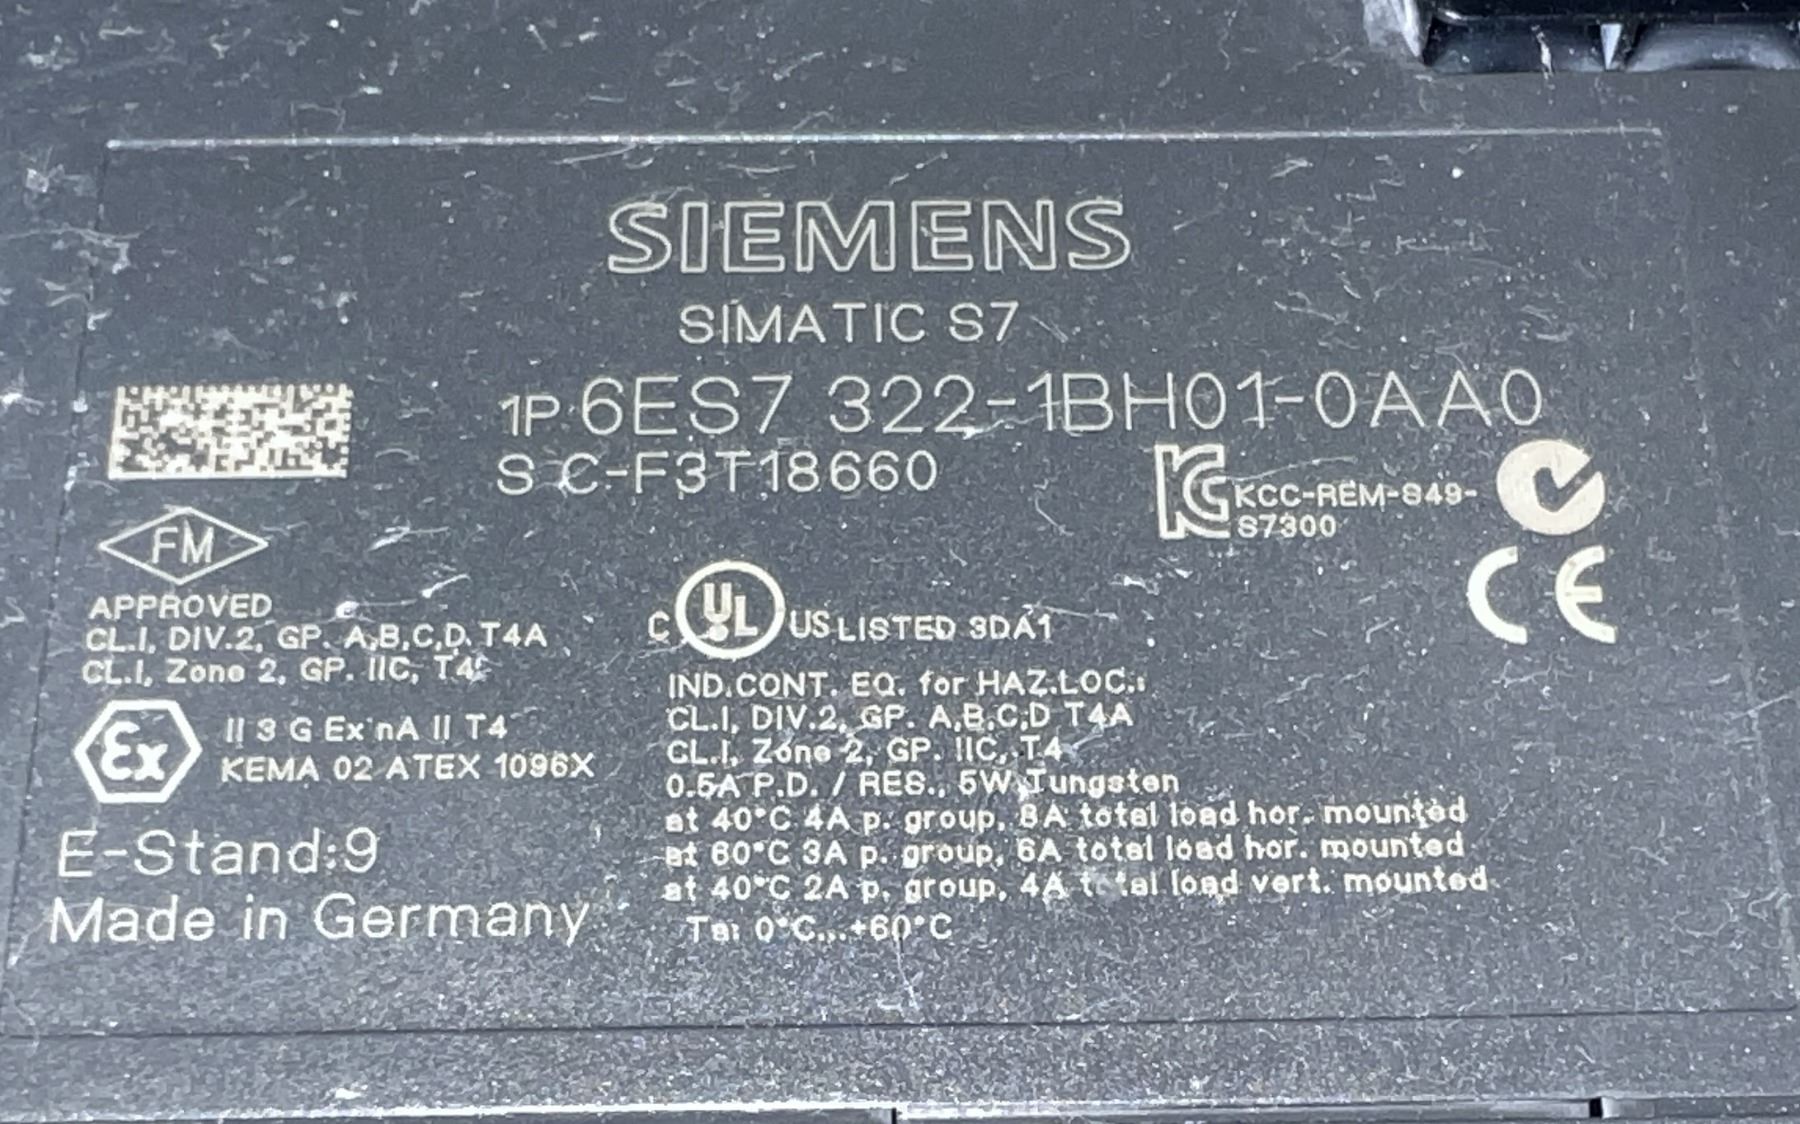 SIEMENS
SIMATIC S7
1P 6ES7 322-1BH01-0AA0
S C-F3T18660
KCC-REM-S49-
S7300
FM
APPROVED
CL.I, DIV.2, GP. A,B,C,D T4A
CL.I, Zone 2, GP. IIC, T4
Ex
II 3 G Ex nA II T4
KEMA 02 ATEX 1096X
E-Stand:9
Made in Germany
C UL US LISTED 3DA1
IND.CONT. EQ. for HAZ.LOC.:
CL.I, DIV.2, GP. A,B,C,D T4A
CL.I, Zone 2, GP. IIC, T4
0.5A P.D. / RES., 5W Tungsten
at 40°C 4A p. group, 8A total load hor. mounted
at 60°C 3A p. group, 6A total load hor. mounted
at 40°C 2A p. group, 4A total load vert. mounted
Ta: 0°C...+60°C
CE